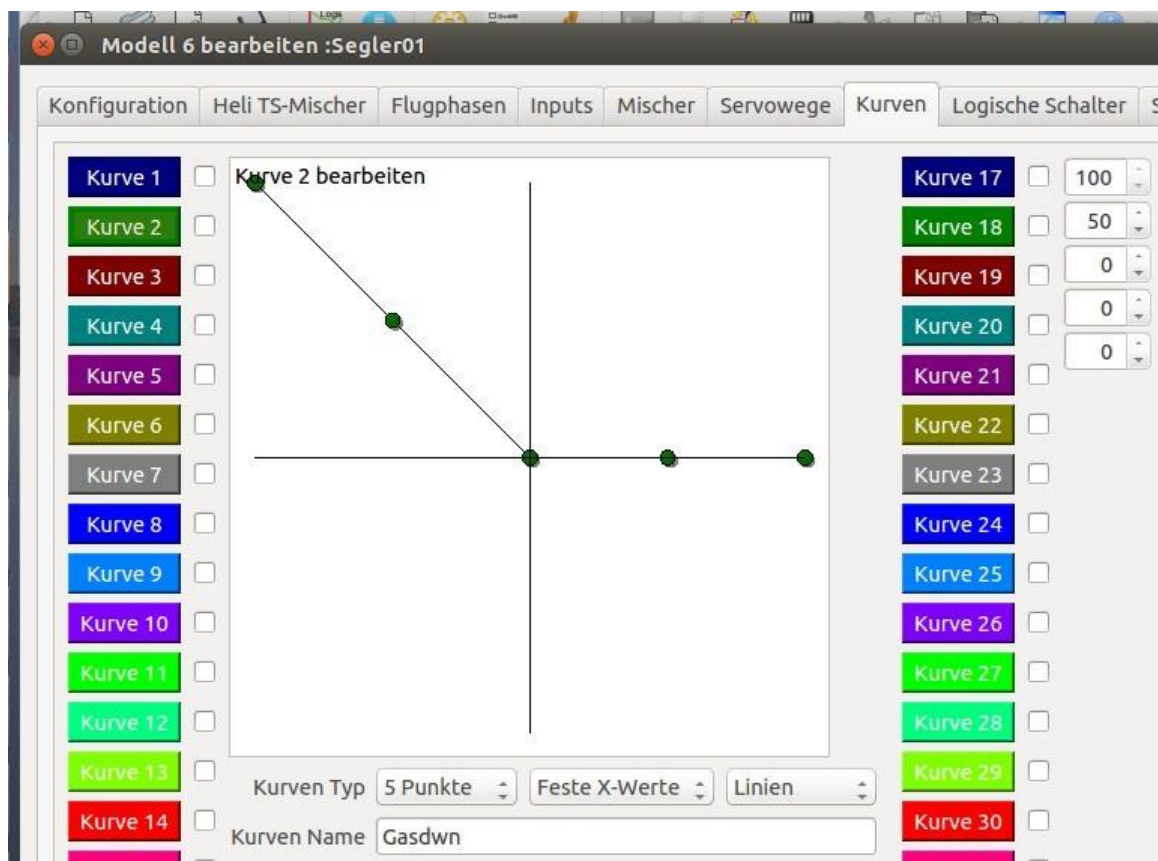 Modell 6 bearbeiten :Segler01
Konfiguration Heli TS-Mischer Flugphasen Inputs Mischer Servowege Kurven Logische Schalter
Kurve 2 bearbeiten
Kurve 1
Kurve 2
Kurve 3
Kurve 4
Kurve 5
Kurve 6
Kurve 7
Kurve 8
Kurve 9
Kurve 10
Kurve 11
Kurve 12
Kurve 13
Kurve 14
Kurve 17
Kurve 18
Kurve 19
Kurve 20
Kurve 21
Kurve 22
Kurve 23
Kurve 24
Kurve 25
Kurve 26
Kurve 27
Kurve 28
Kurve 29
Kurve 30
100
50
0
0
0
Kurven Typ 5 Punkte Feste X-Werte Linien
Kurven Name Gasdwn